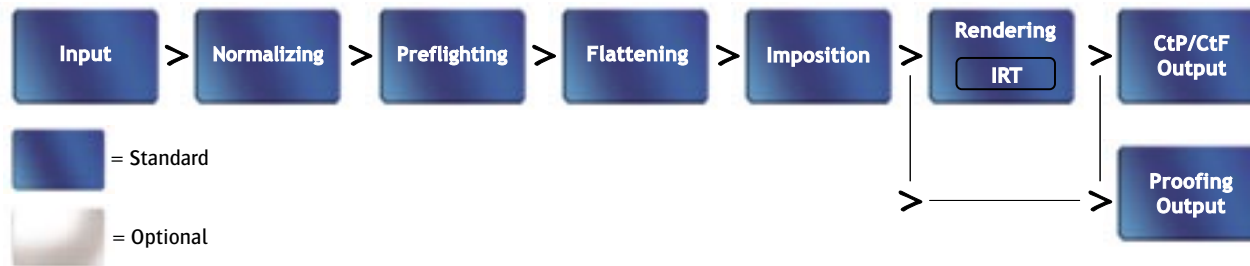 Input > Normalizing > Preflighting > Flattening > Imposition > Rendering > CtP/CtF Output
IRT
> > Proofing Output
= Standard
= Optional